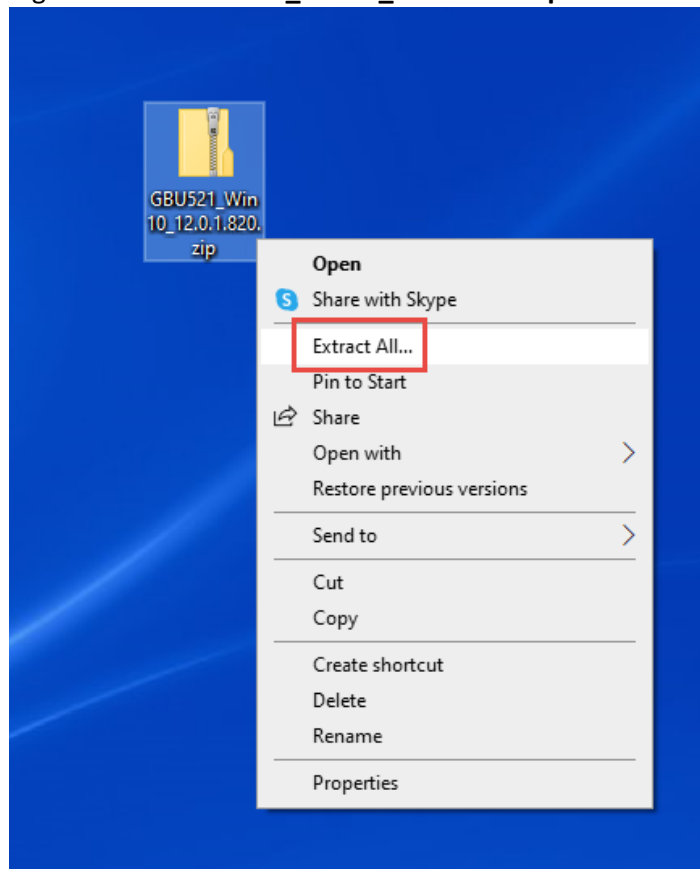 GBU521_Win
10_12.0.1.820.
zip
Open
Share with Skype
Extract All...
Pin to Start
Share
Open with
Restore previous versions
Send to
Cut
Copy
Create shortcut
Delete
Rename
Properties